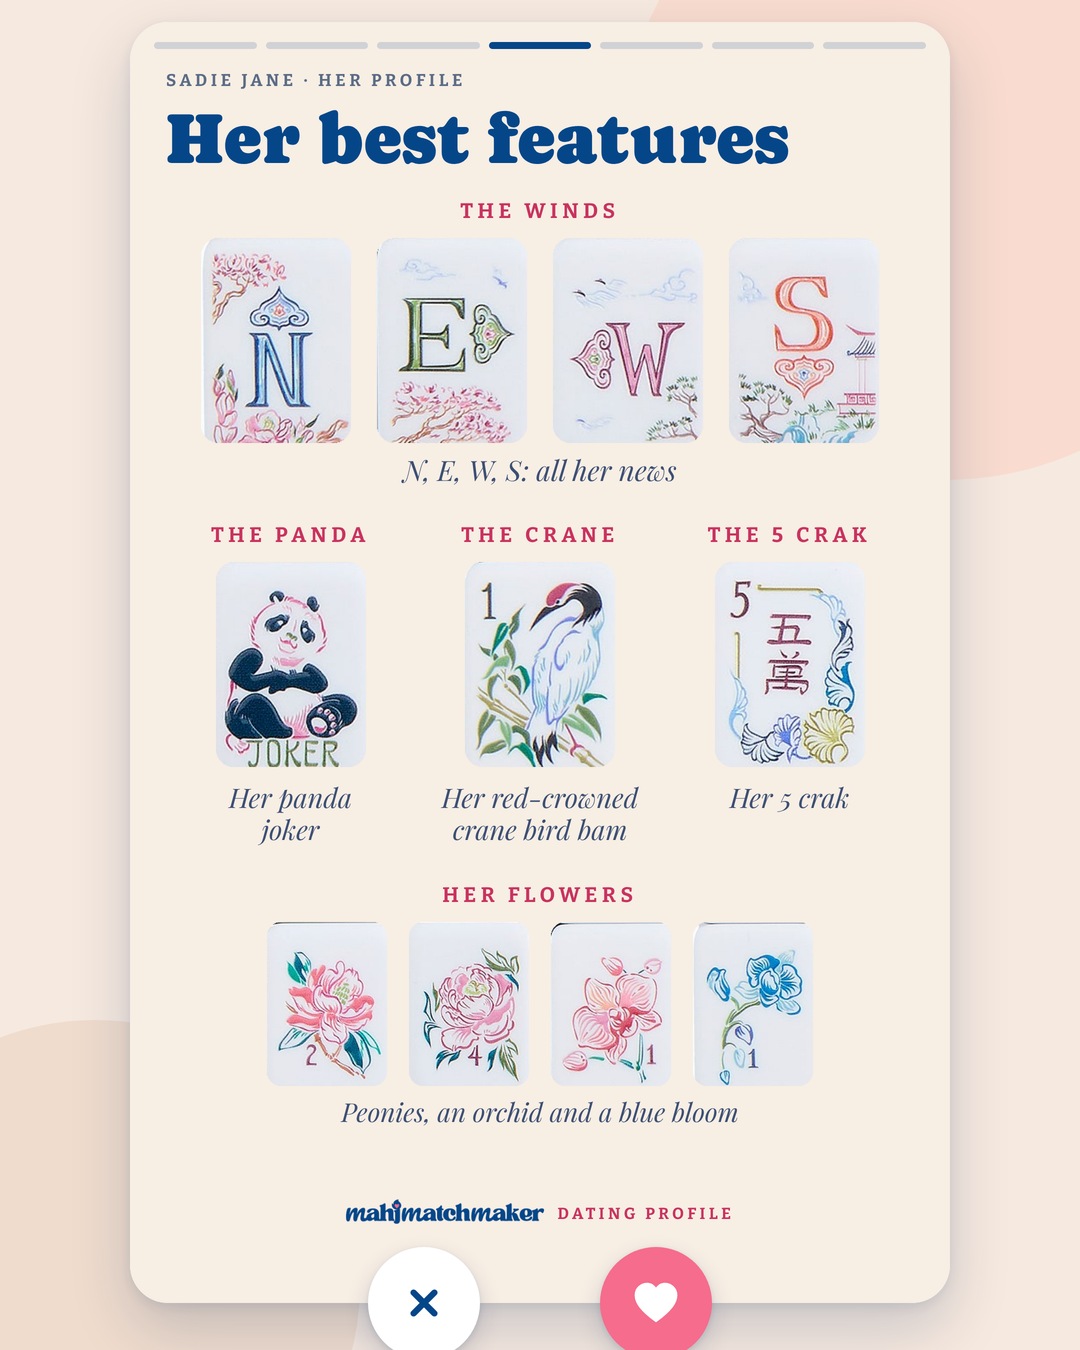 SADIE JANE · HER PROFILE
Her best features
THE WINDS
N
E
W
S
N, E, W, S: all her news
THE PANDA
THE CRANE
THE 5 CRAK
JOKER
1
5
五
萬
Her panda
joker
Her red-crowned
crane bird bam
Her 5 crak
HER FLOWERS
2
4
1
1
Peonies, an orchid and a blue bloom
mahjmatchmaker DATING PROFILE